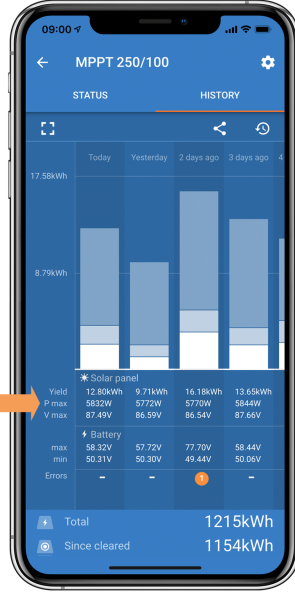 09:00
MPPT 250/100
STATUS HISTORY
Today Yesterday 2 days ago 3 days ago 4
17.58kWh
8.79kWh
Solar panel
Yield 12.80kWh 9.71kWh 16.18kWh 13.65kWh
P max 5832W 5772W 5770W 5844W
V max 87.49V 86.59V 86.54V 87.66V
Battery
max 58.32V 57.72V 77.70V 58.44V
min 50.31V 50.30V 49.44V 50.06V
Errors – – 1 –
Total 1215kWh
Since cleared 1154kWh